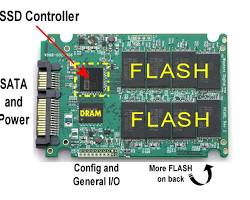 SSD Controller
FLASH
SATA
and
Power
DRAM
FLASH
Config and
General I/O
More FLASH
on back